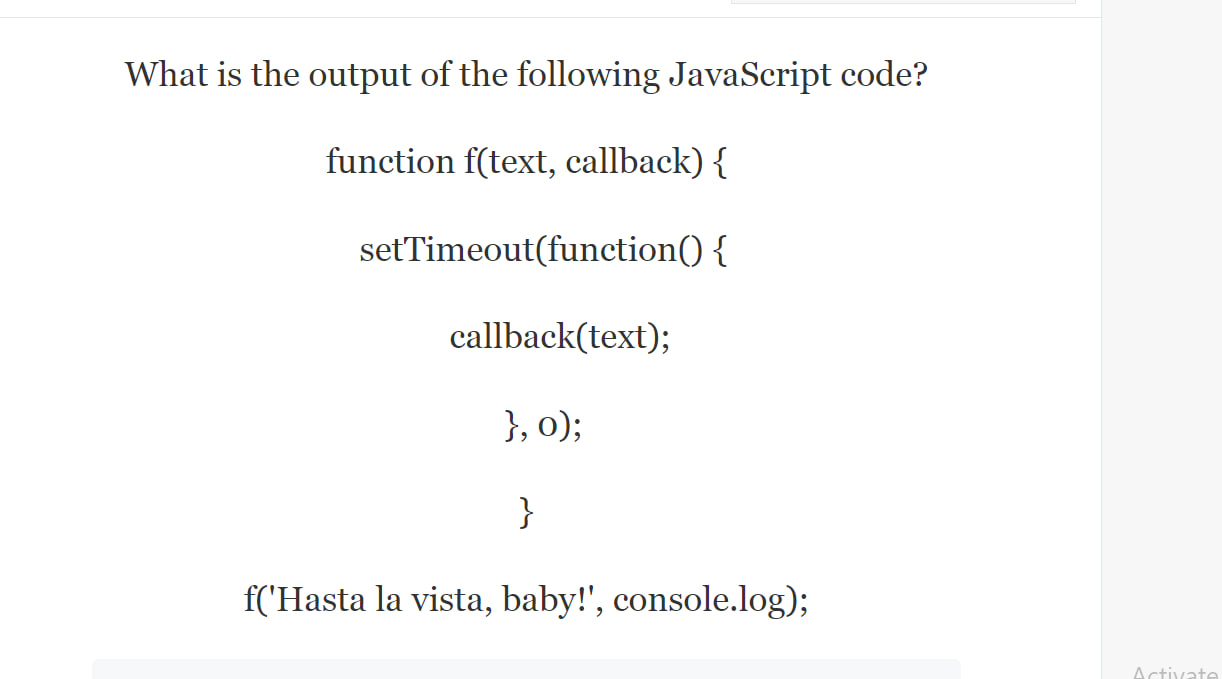 What is the output of the following JavaScript code?
function f(text, callback) {
setTimeout(function() {
callback(text);
}, 0);
}
f('Hasta la vista, baby!', console.log);
Activate